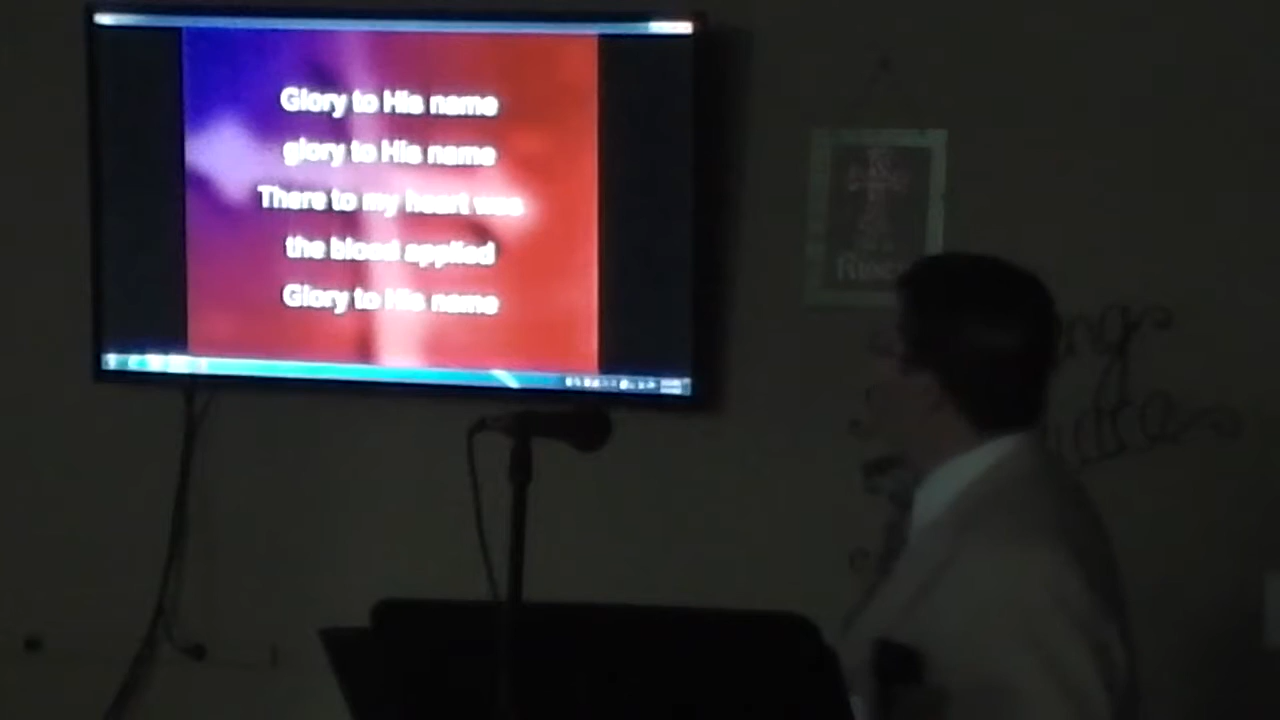 Glory to His name
glory to His name
There to my heart was
the blood applied
Glory to His name